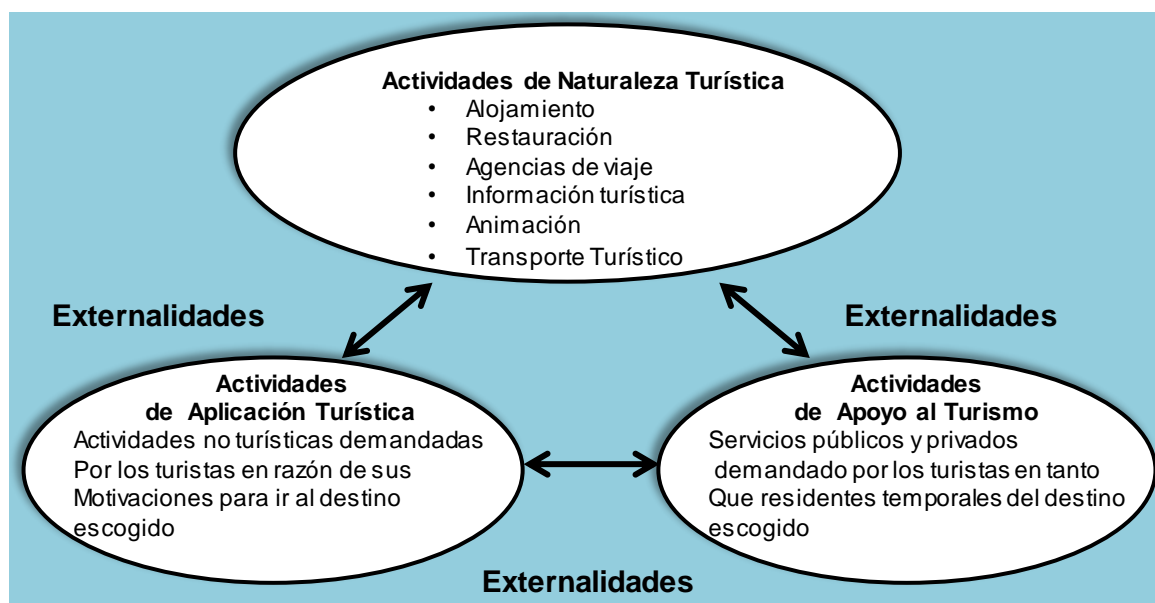 Actividades de Naturaleza Turística
• Alojamiento
• Restauración
• Agencias de viaje
• Información turística
• Animación
• Transporte Turístico
Externalidades
Externalidades
Actividades
de Aplicación Turística
Actividades no turísticas demandadas
Por los turistas en razón de sus
Motivaciones para ir al destino
escogido
Actividades
de Apoyo al Turismo
Servicios públicos y privados
demandado por los turistas en tanto
Que residentes temporales del destino
escogido
Externalidades